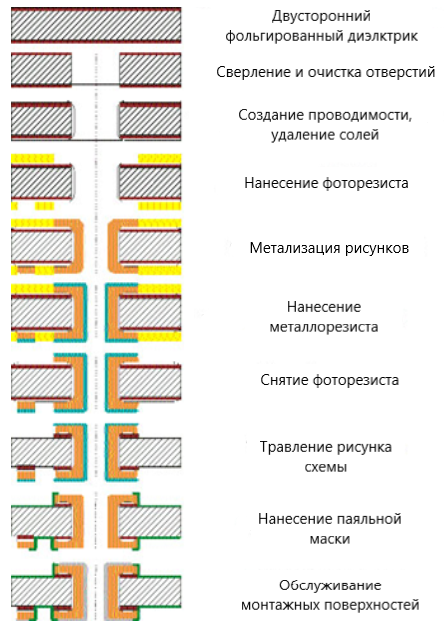 Двусторонний
фольгированный диэлктрик
Сверление и очистка отверстий
Создание проводимости,
удаление солей
Нанесение фоторезиста
Метализация рисунков
Нанесение
металлорезиста
Снятие фоторезиста
Травление рисунка
схемы
Нанесение паяльной
маски
Обслуживание
монтажных поверхностей